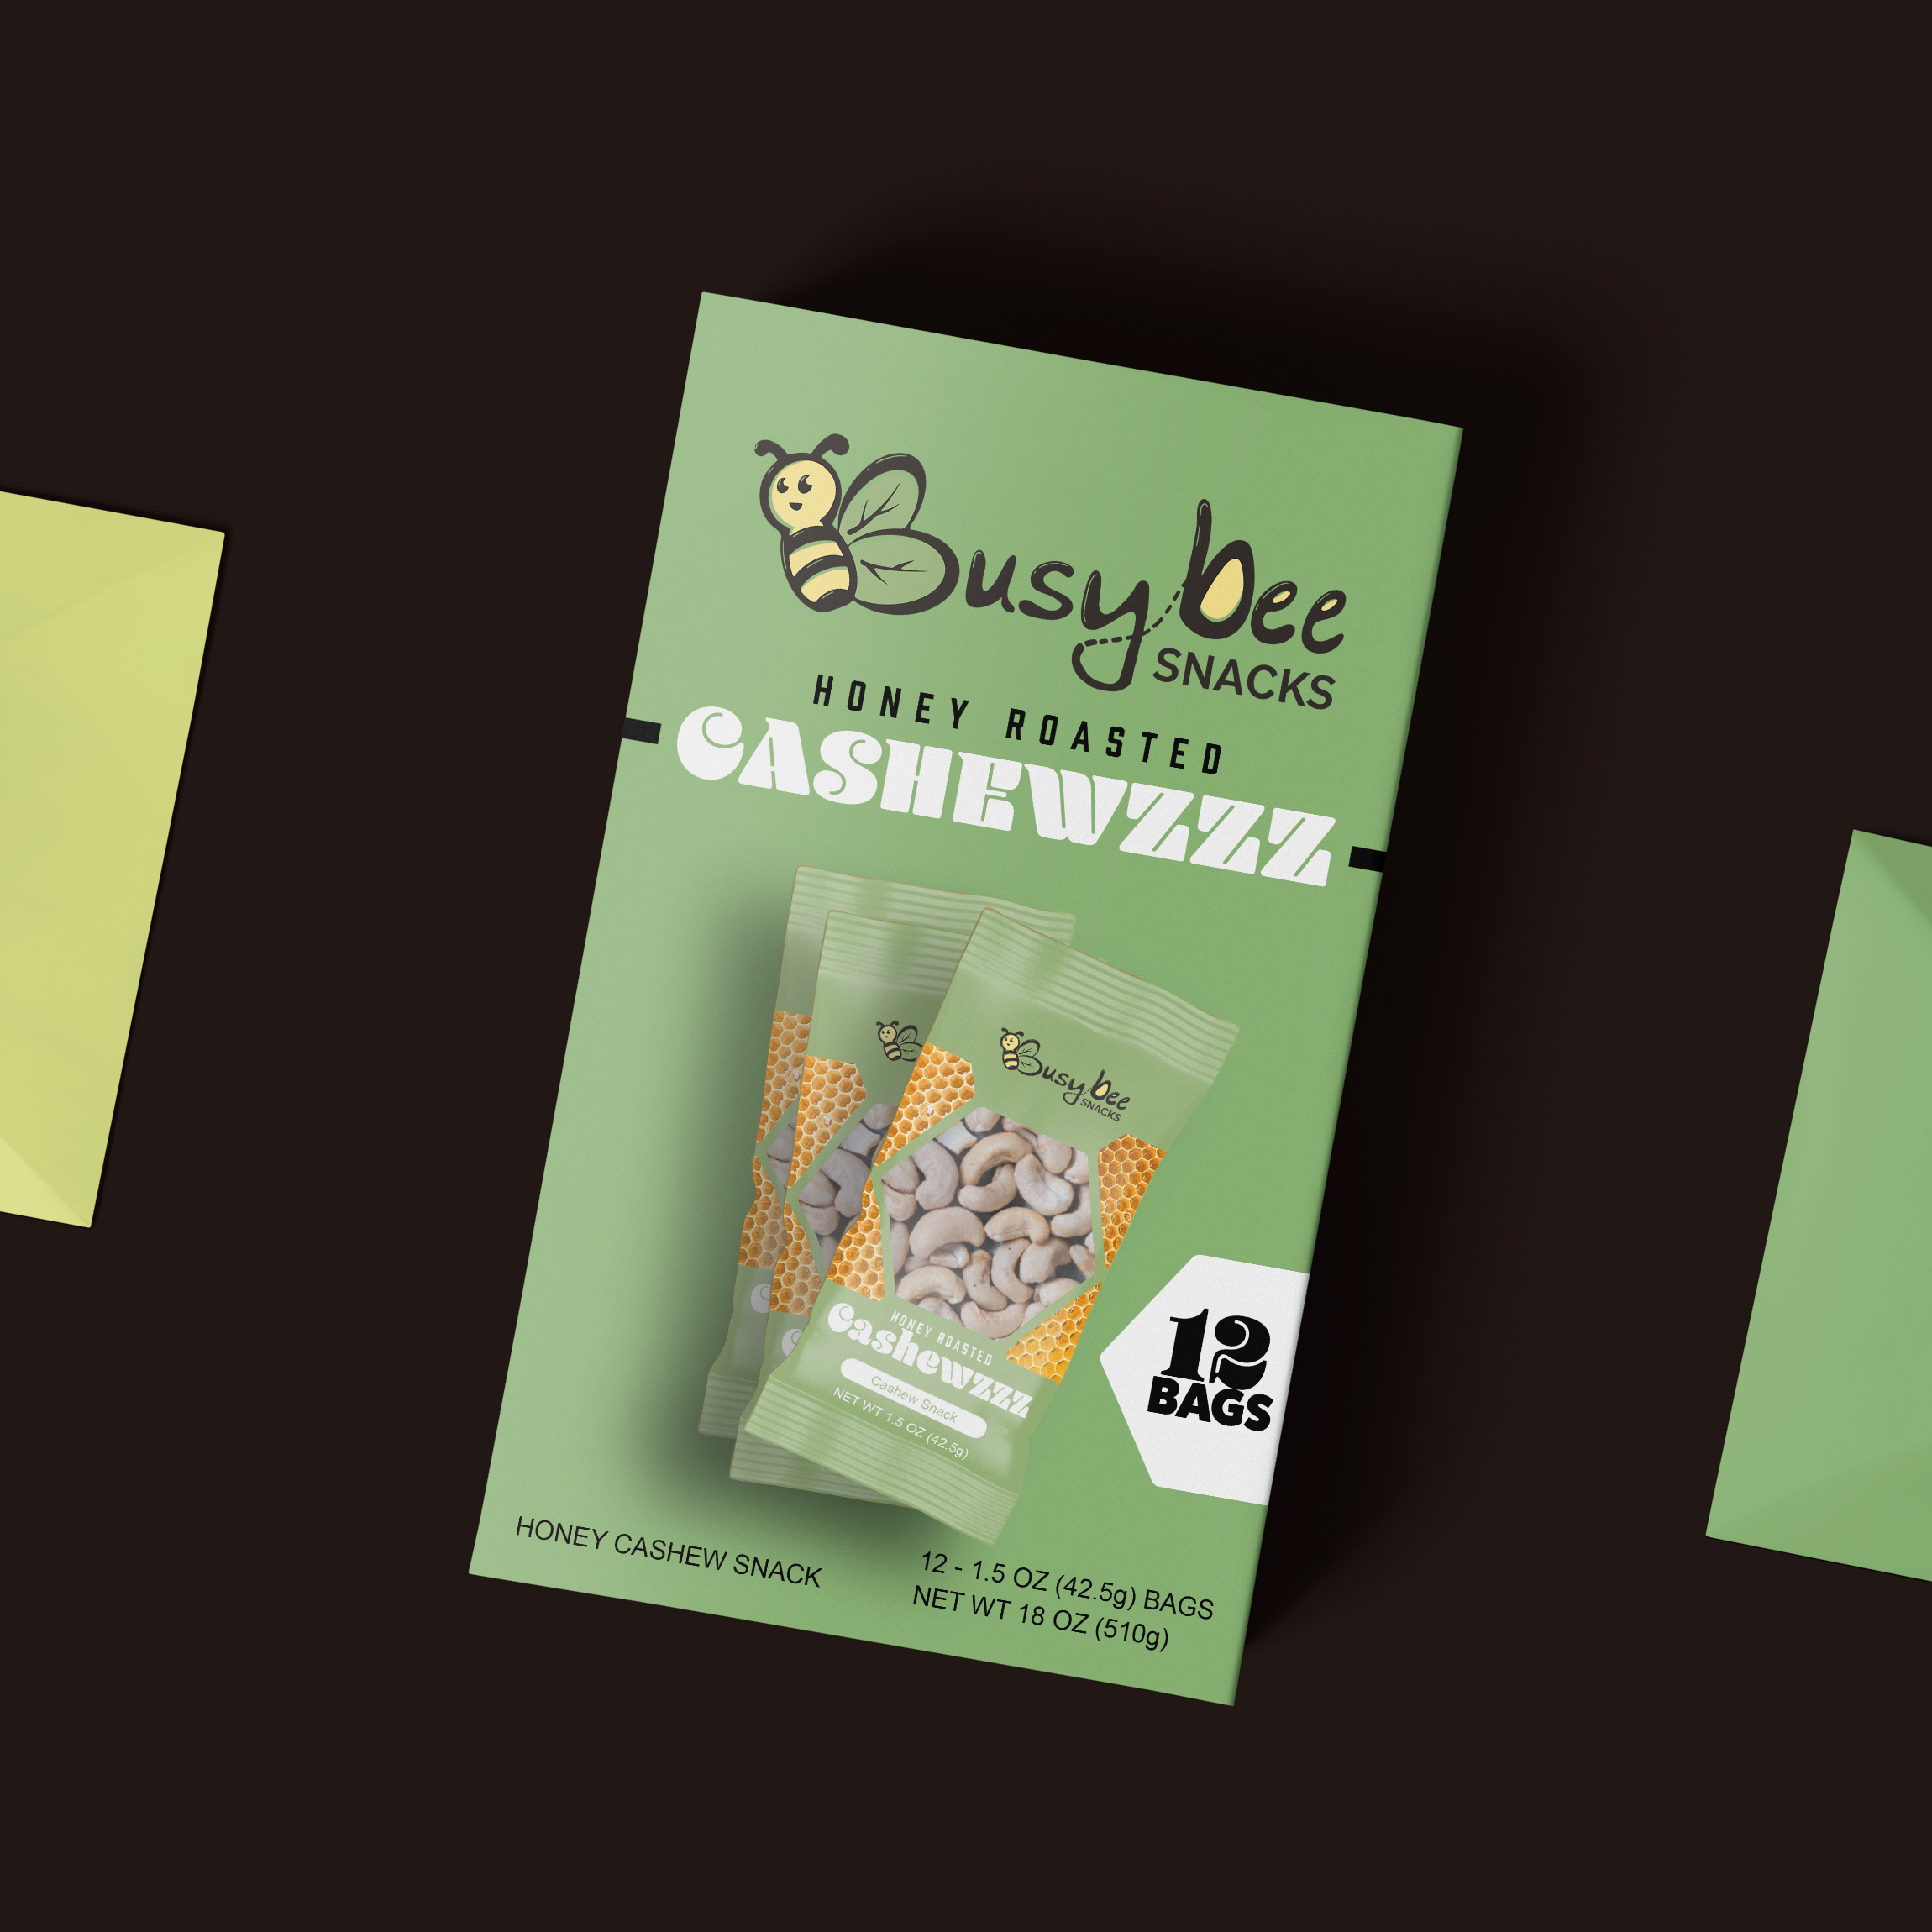 Busy bee
SNACKS
HONEY ROASTED
CASHEWZZZ
Busy bee
SNACKS
HONEY ROASTED
Cashewzzz
Cashew Snack
NET WT 1.5 OZ (42.5g)
C
C
12
BAGS
HONEY CASHEW SNACK
12 - 1.5 OZ (42.5g) BAGS
NET WT 18 OZ (510g)